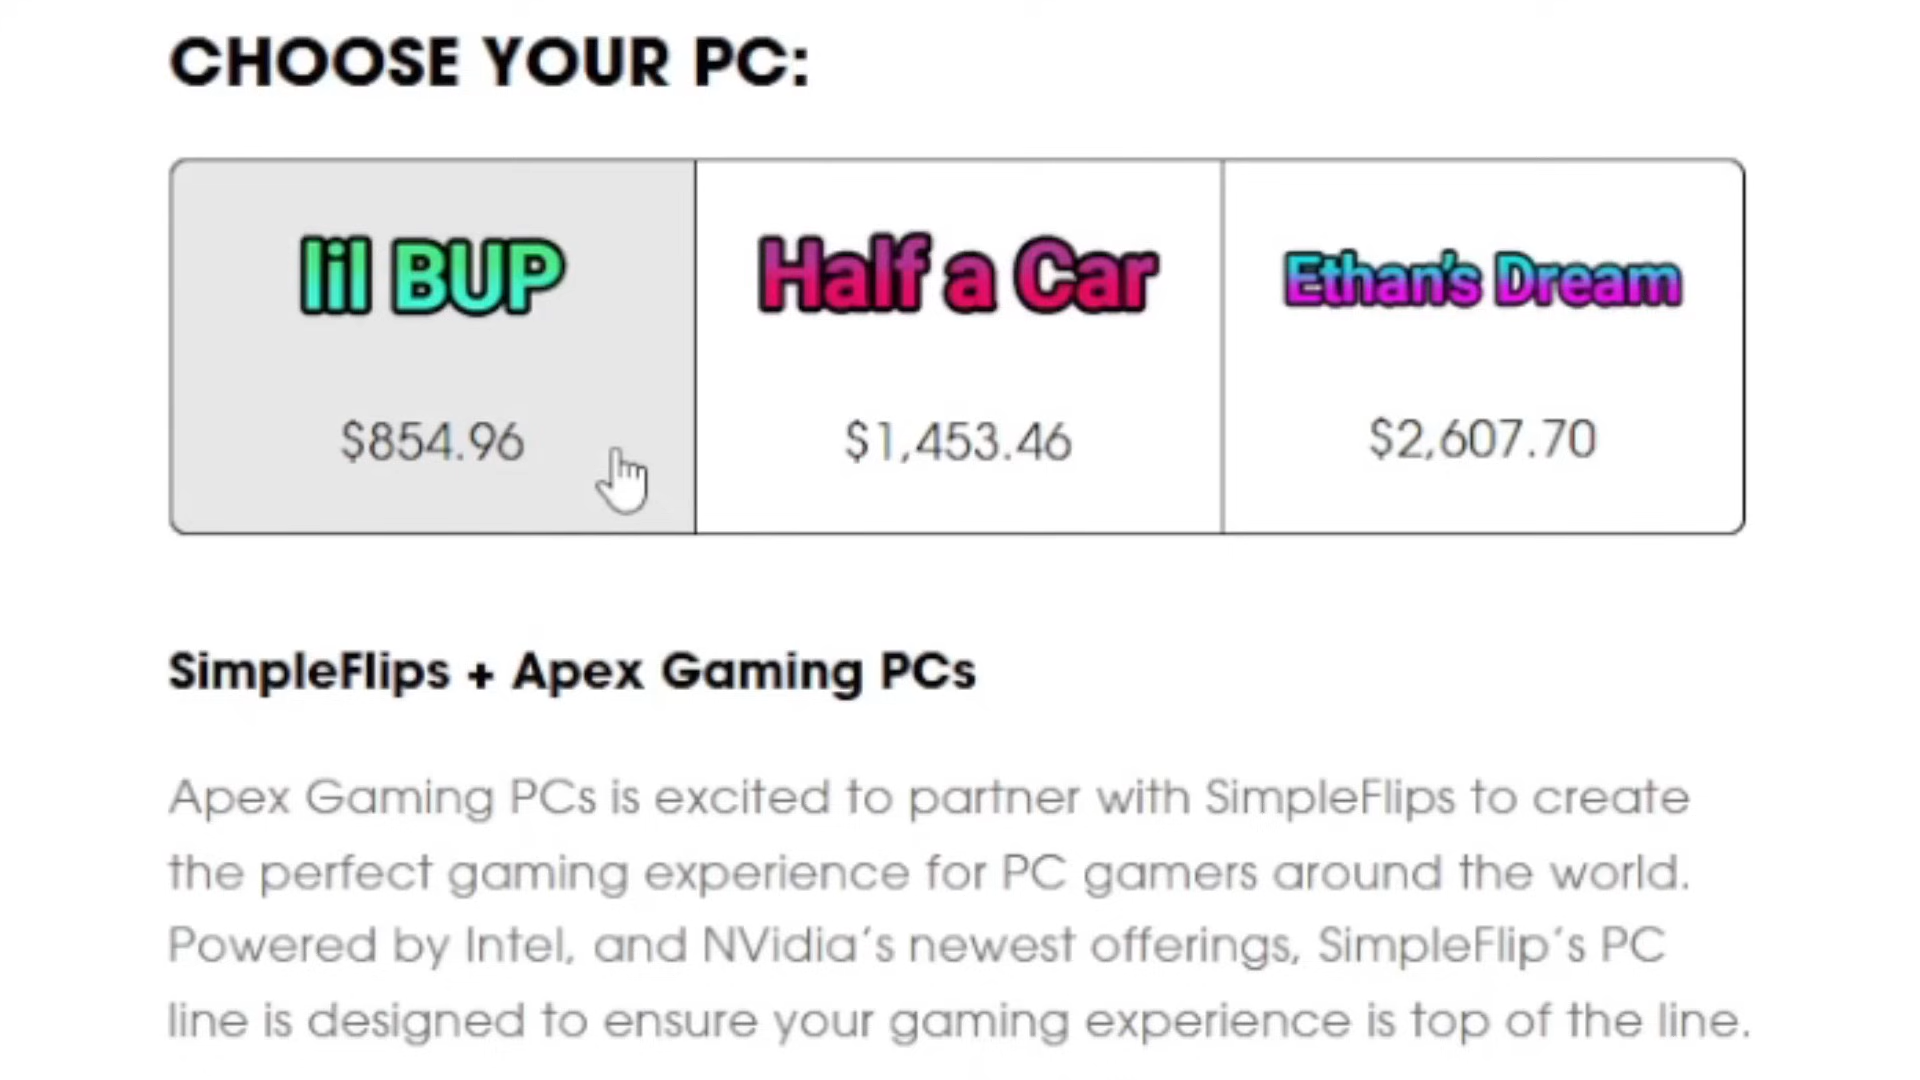 CHOOSE YOUR PC:
lil BUP
Half a Car
Ethan's Dream
$854.96
$1,453.46
$2,607.70
SimpleFlips + Apex Gaming PCs
Apex Gaming PCs is excited to partner with SimpleFlips to create
the perfect gaming experience for PC gamers around the world.
Powered by Intel, and NVidia's newest offerings, SimpleFlip's PC
line is designed to ensure your gaming experience is top of the line.